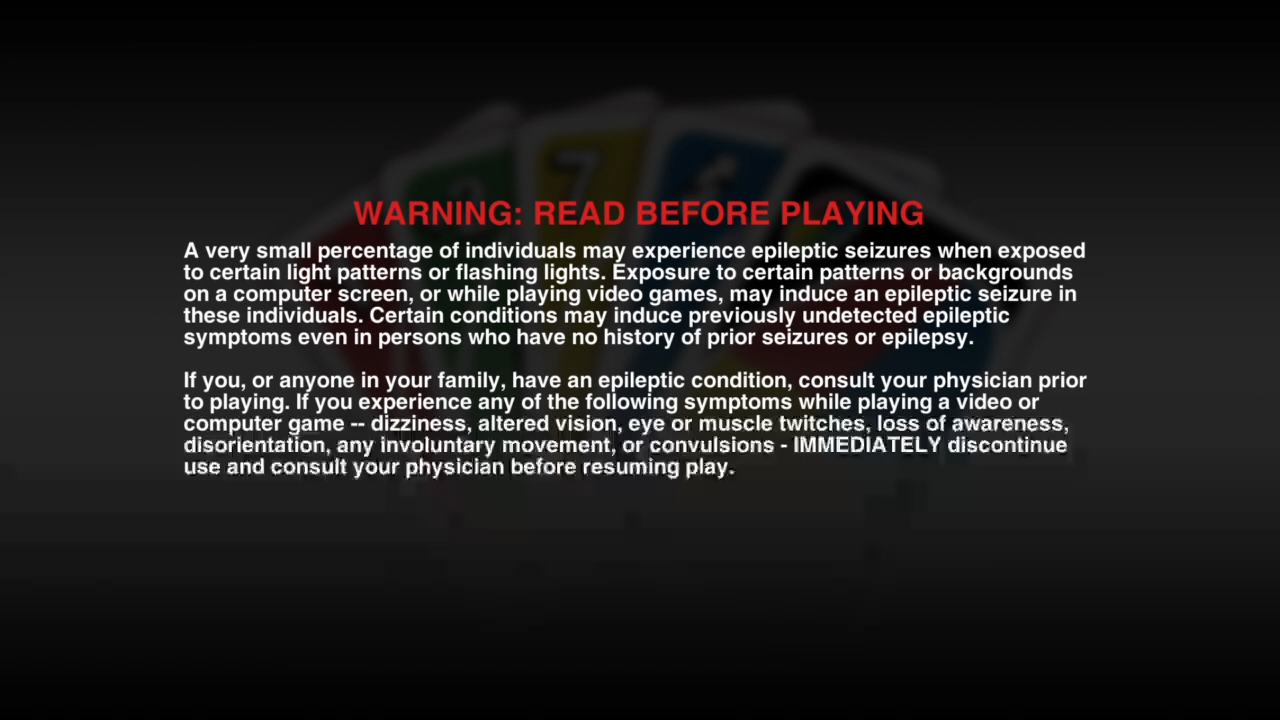 7
WARNING: READ BEFORE PLAYING
A very small percentage of individuals may experience epileptic seizures when exposed
to certain light patterns or flashing lights. Exposure to certain patterns or backgrounds
on a computer screen, or while playing video games, may induce an epileptic seizure in
these individuals. Certain conditions may induce previously undetected epileptic
symptoms even in persons who have no history of prior seizures or epilepsy.
If you, or anyone in your family, have an epileptic condition, consult your physician prior
to playing. If you experience any of the following symptoms while playing a video or
computer game -- dizziness, altered vision, eye or muscle twitches, loss of awareness,
disorientation, any involuntary movement, or convulsions - IMMEDIATELY discontinue
use and consult your physician before resuming play.